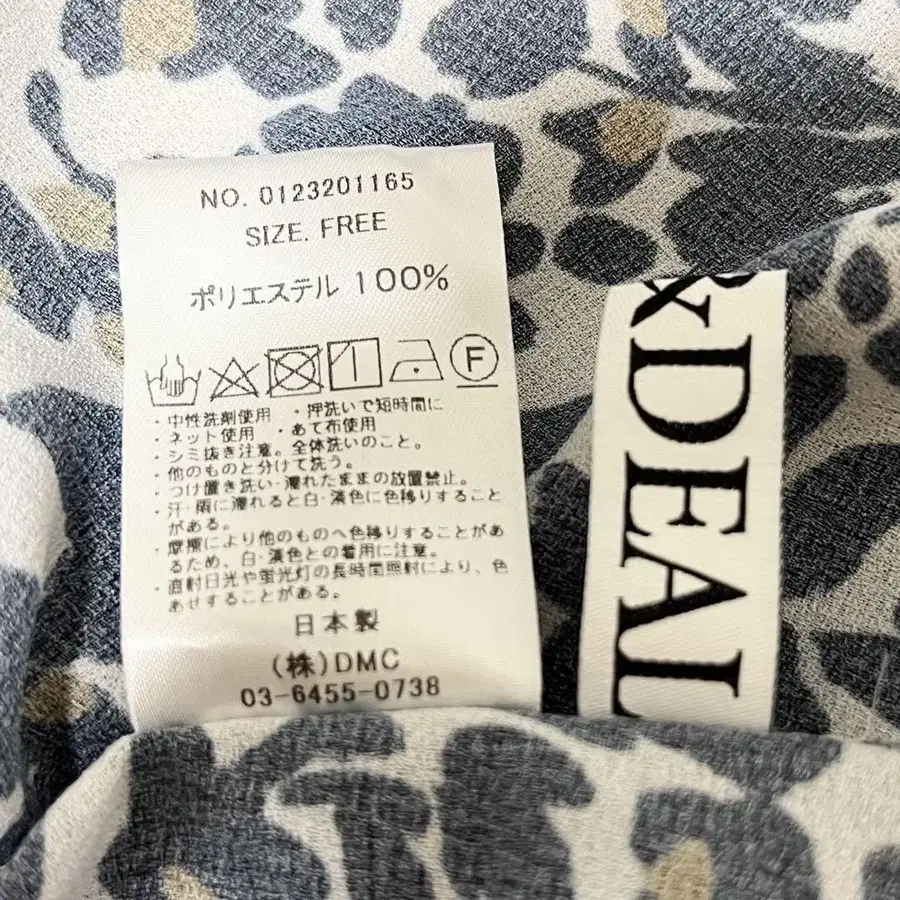 NO. 0123201165
SIZE. FREE
ポリエステル 100%
F
・中性洗剤使用 ・押洗いで短時間に
・ネット使用 ・あて布使用
・シミ抜き注意。全体洗いのこと。
・他のものと分けて洗う。
・つけ置き洗い・濡れたままの放置厳禁。
・汗・雨に濡れると白・淡色に色移りすること
がある。
・摩擦により他のものへ色移りすることがあ
るため、白・淡色との着用に注意。
・直射日光や蛍光灯の長時間照射により、色
あせすることがある。
日本製
(株)DMC
03-6455-0738
&DEAL